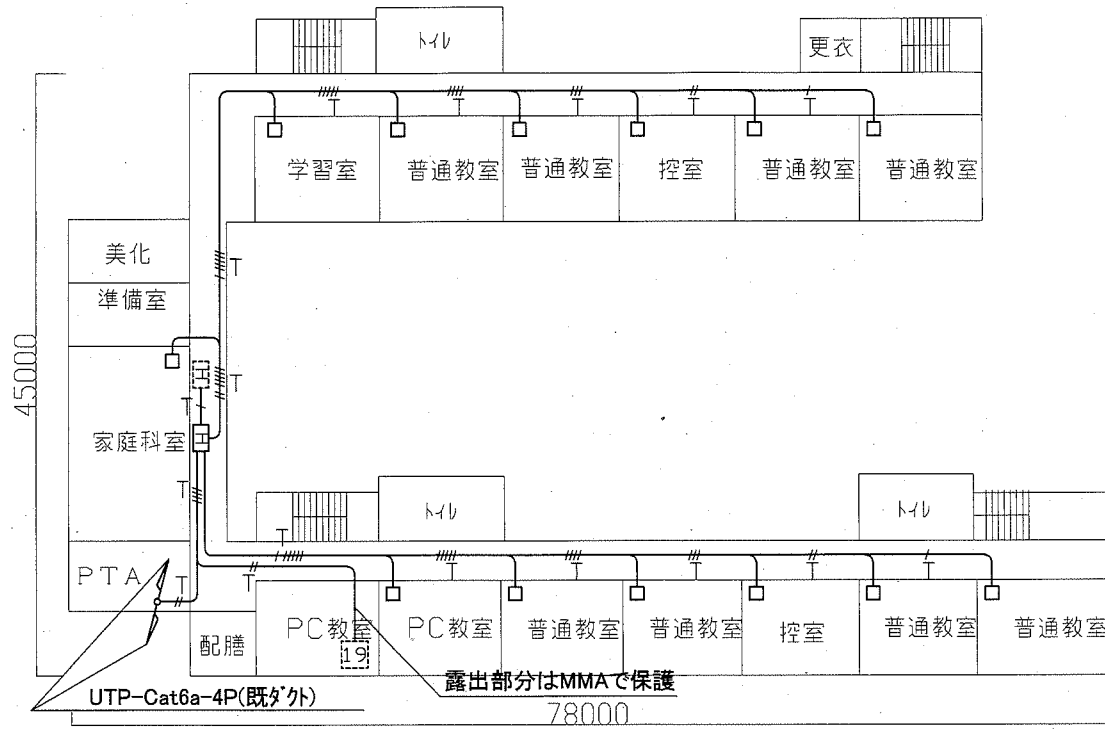 トイレ
更衣
T
T
T
T
T
学習室
普通教室
普通教室
控室
普通教室
普通教室
美化
T
準備室
45000
H
T
T
家庭科室
H
T
トイレ
トイレ
T
T
T
T
T
T
PTA
T
T
配膳
PC教室
PC教室
普通教室
普通教室
控室
普通教室
普通教室
19
UTP-Cat6a-4P(既ダクト)
露出部分はMMAで保護
78000